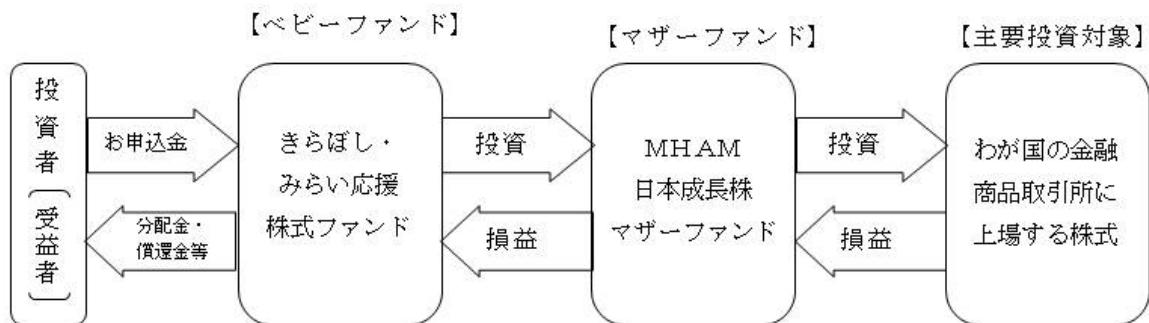 【ベビーファンド】
【マザーファンド】
【主要投資対象】
投資者(受益者)
お申込金
分配金・
償還金等
きらぼし・
みらい応援
株式ファンド
投資
損益
MHAM
日本成長株
マザーファンド
投資
損益
わが国の金融
商品取引所に
上場する株式